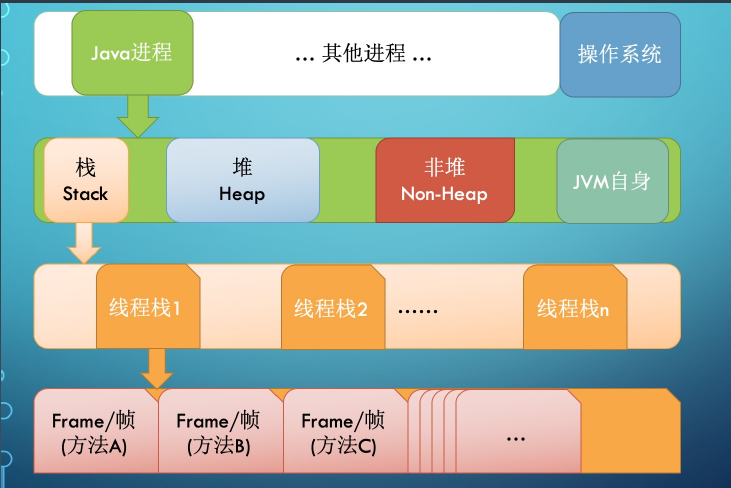 Java进程
... 其他进程 ...
操作系统
栈
Stack
堆
Heap
非堆
Non-Heap
JVM自身
线程栈1
线程栈2
······
线程栈n
Frame/帧
(方法A)
Frame/帧
(方法B)
Frame/帧
(方法C)
...